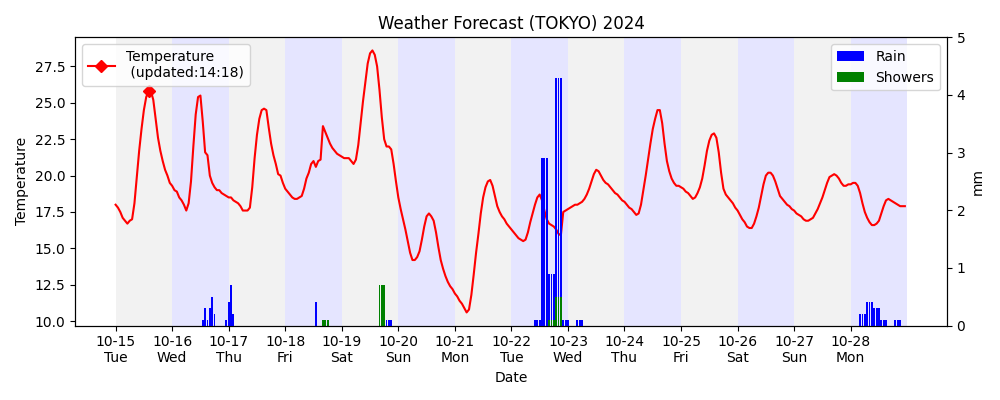 Weather Forecast (TOKYO) 2024
Temperature
(updated:14:18)
Rain
Showers
27.5
25.0
22.5
20.0
17.5
15.0
12.5
10.0
Temperature
5
4
3
2
1
0
mm
10-15 10-16 10-17 10-18 10-19 10-20 10-21 10-22 10-23 10-24 10-25 10-26 10-27 10-28
Tue Wed Thu Fri Sat Sun Mon Tue Wed Thu Fri Sat Sun Mon
Date